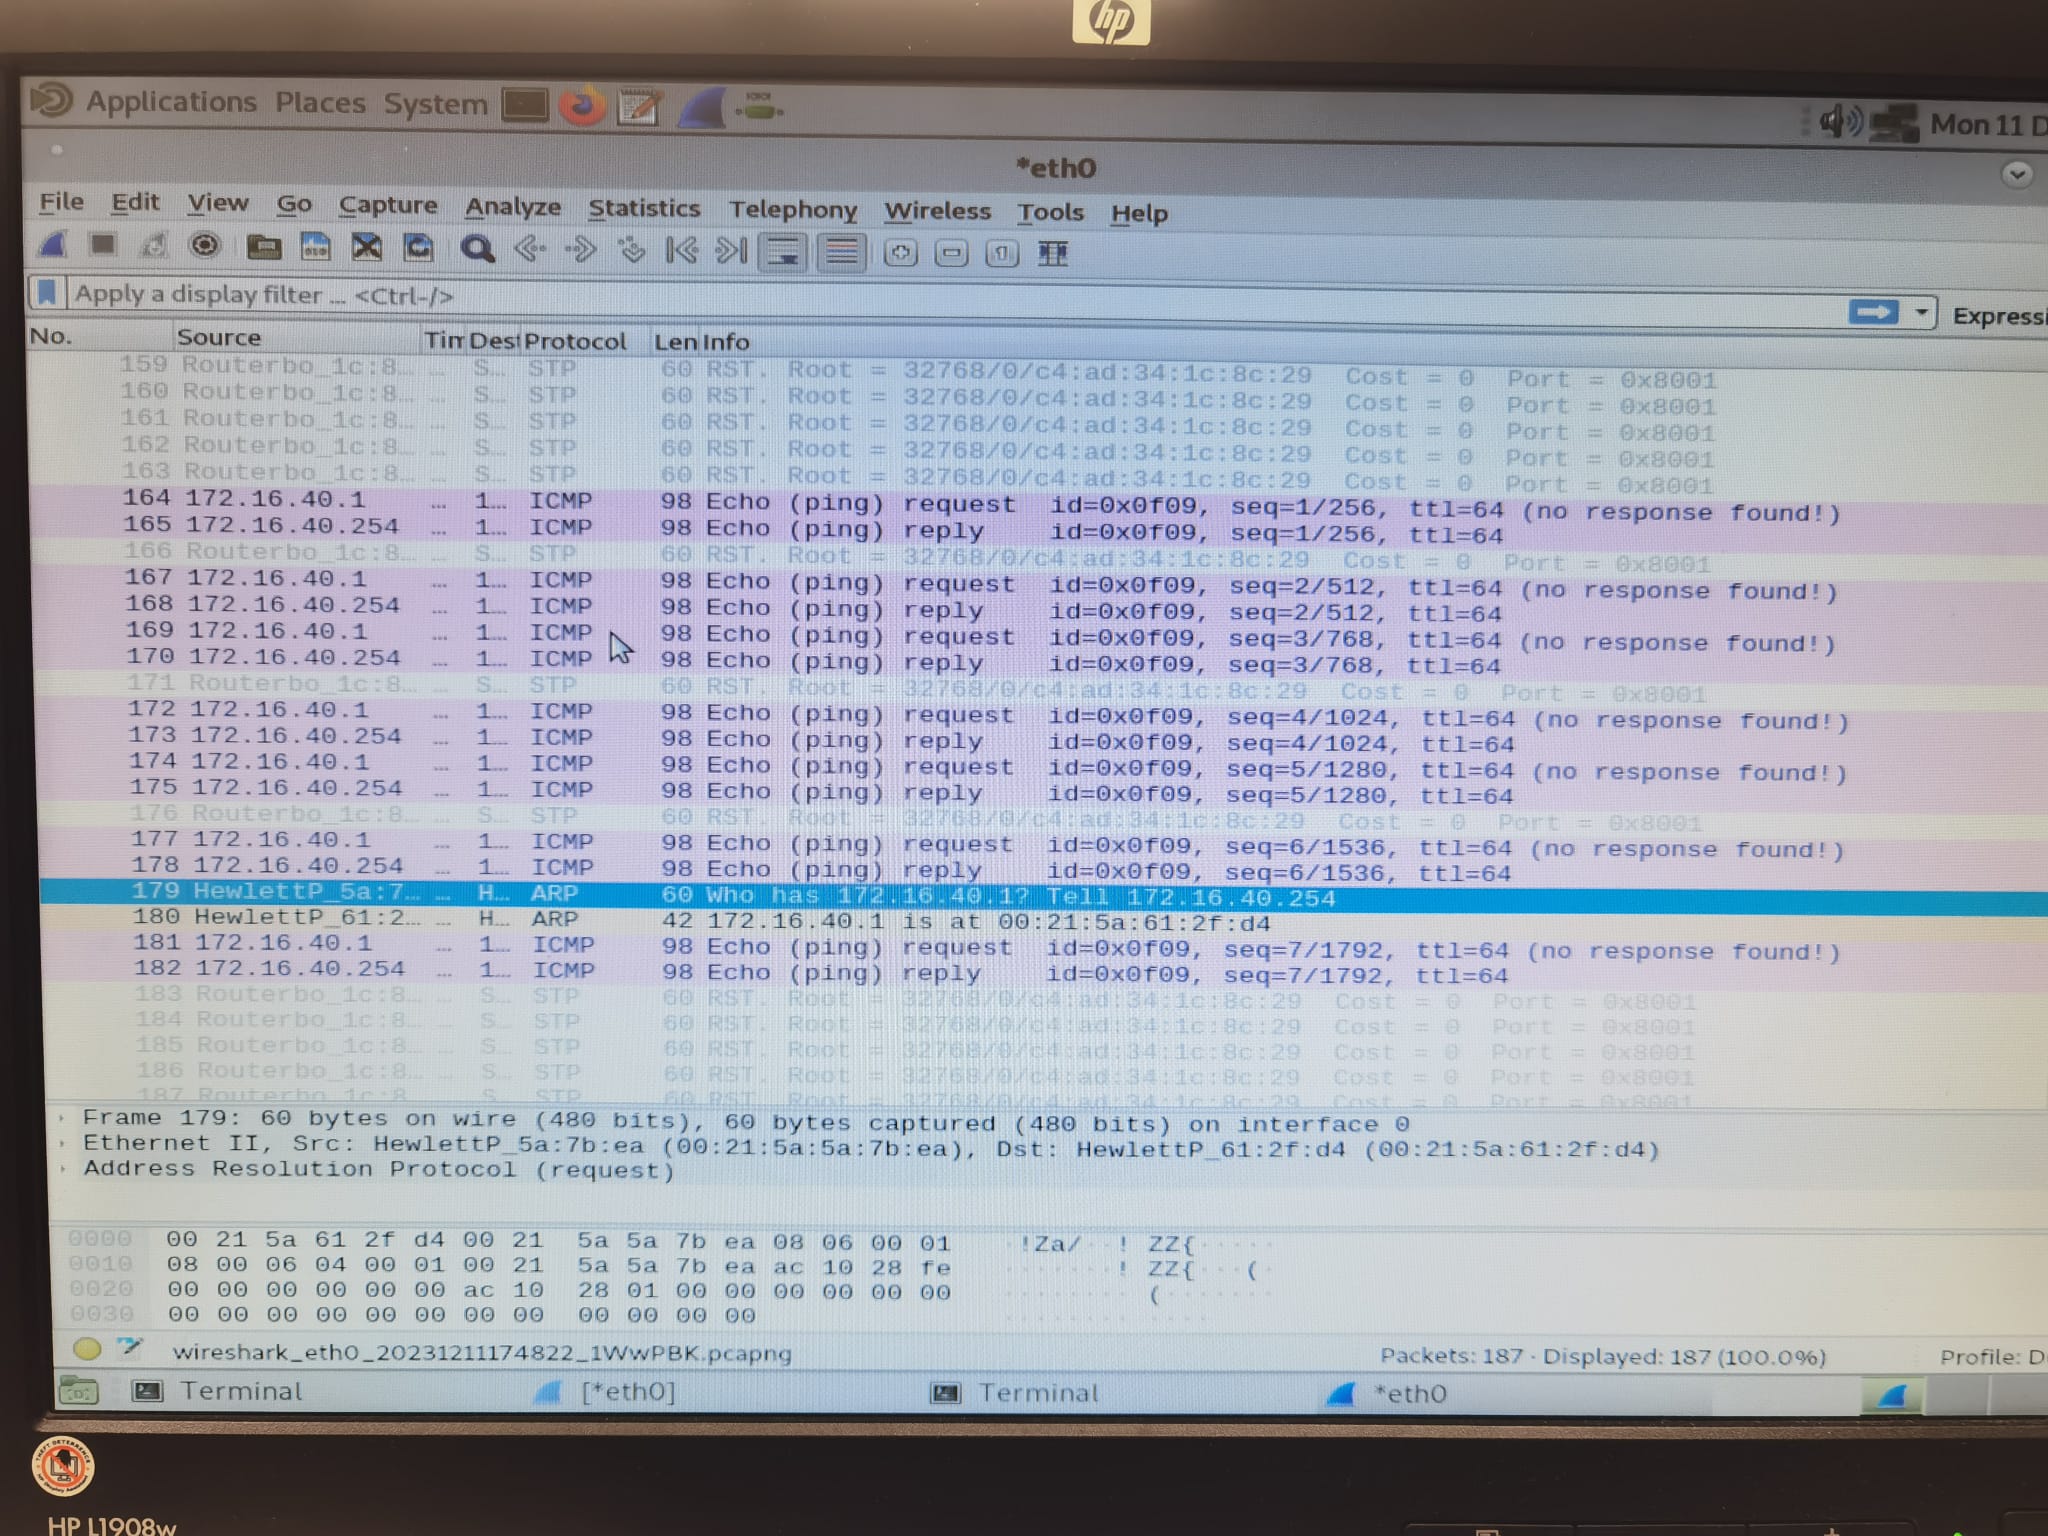 hp
Applications Places System
Mon 11 D
*eth0
File Edit View Go Capture Analyze Statistics Telephony Wireless Tools Help
Apply a display filter ... <Ctrl-/>
Expressi
No. Source Tim Dest Protocol Len Info
159 Routerbo_1c:8... ... S... STP 60 RST. Root = 32768/0/c4:ad:34:1c:8c:29 Cost = 0 Port = 0x8001
160 Routerbo_1c:8... ... S... STP 60 RST. Root = 32768/0/c4:ad:34:1c:8c:29 Cost = 0 Port = 0x8001
161 Routerbo_1c:8... ... S... STP 60 RST. Root = 32768/0/c4:ad:34:1c:8c:29 Cost = 0 Port = 0x8001
162 Routerbo_1c:8... ... S... STP 60 RST. Root = 32768/0/c4:ad:34:1c:8c:29 Cost = 0 Port = 0x8001
163 Routerbo_1c:8... ... S... STP 60 RST. Root = 32768/0/c4:ad:34:1c:8c:29 Cost = 0 Port = 0x8001
164 172.16.40.1 ... 1... ICMP 98 Echo (ping) request id=0x0f09, seq=1/256, ttl=64 (no response found!)
165 172.16.40.254 ... 1... ICMP 98 Echo (ping) reply id=0x0f09, seq=1/256, ttl=64
166 Routerbo_1c:8... ... S... STP 60 RST. Root = 32768/0/c4:ad:34:1c:8c:29 Cost = 0 Port = 0x8001
167 172.16.40.1 ... 1... ICMP 98 Echo (ping) request id=0x0f09, seq=2/512, ttl=64 (no response found!)
168 172.16.40.254 ... 1... ICMP 98 Echo (ping) reply id=0x0f09, seq=2/512, ttl=64
169 172.16.40.1 ... 1... ICMP 98 Echo (ping) request id=0x0f09, seq=3/768, ttl=64 (no response found!)
170 172.16.40.254 ... 1... ICMP 98 Echo (ping) reply id=0x0f09, seq=3/768, ttl=64
171 Routerbo_1c:8... ... S... STP 60 RST. Root = 32768/0/c4:ad:34:1c:8c:29 Cost = 0 Port = 0x8001
172 172.16.40.1 ... 1... ICMP 98 Echo (ping) request id=0x0f09, seq=4/1024, ttl=64 (no response found!)
173 172.16.40.254 ... 1... ICMP 98 Echo (ping) reply id=0x0f09, seq=4/1024, ttl=64
174 172.16.40.1 ... 1... ICMP 98 Echo (ping) request id=0x0f09, seq=5/1280, ttl=64 (no response found!)
175 172.16.40.254 ... 1... ICMP 98 Echo (ping) reply id=0x0f09, seq=5/1280, ttl=64
176 Routerbo_1c:8... ... S... STP 60 RST. Root = 32768/0/c4:ad:34:1c:8c:29 Cost = 0 Port = 0x8001
177 172.16.40.1 ... 1... ICMP 98 Echo (ping) request id=0x0f09, seq=6/1536, ttl=64 (no response found!)
178 172.16.40.254 ... 1... ICMP 98 Echo (ping) reply id=0x0f09, seq=6/1536, ttl=64
179 HewlettP_5a:7... ... H... ARP 60 Who has 172.16.40.1? Tell 172.16.40.254
180 HewlettP_61:2... ... H... ARP 42 172.16.40.1 is at 00:21:5a:61:2f:d4
181 172.16.40.1 ... 1... ICMP 98 Echo (ping) request id=0x0f09, seq=7/1792, ttl=64 (no response found!)
182 172.16.40.254 ... 1... ICMP 98 Echo (ping) reply id=0x0f09, seq=7/1792, ttl=64
183 Routerbo_1c:8... ... S... STP 60 RST. Root = 32768/0/c4:ad:34:1c:8c:29 Cost = 0 Port = 0x8001
184 Routerbo_1c:8... ... S... STP 60 RST. Root = 32768/0/c4:ad:34:1c:8c:29 Cost = 0 Port = 0x8001
185 Routerbo_1c:8... ... S... STP 60 RST. Root = 32768/0/c4:ad:34:1c:8c:29 Cost = 0 Port = 0x8001
186 Routerbo_1c:8... ... S... STP 60 RST. Root = 32768/0/c4:ad:34:1c:8c:29 Cost = 0 Port = 0x8001
187 Routerbo_1c:8... ... S... STP 60 RST. Root = 32768/0/c4:ad:34:1c:8c:29 Cost = 0 Port = 0x8001
Frame 179: 60 bytes on wire (480 bits), 60 bytes captured (480 bits) on interface 0
Ethernet II, Src: HewlettP_5a:7b:ea (00:21:5a:5a:7b:ea), Dst: HewlettP_61:2f:d4 (00:21:5a:61:2f:d4)
Address Resolution Protocol (request)
0000 00 21 5a 61 2f d4 00 21 5a 5a 7b ea 08 06 00 01 ·!Za/··! ZZ{·····
0010 08 00 06 04 00 01 00 21 5a 5a 7b ea ac 10 28 fe ·······! ZZ{···(·
0020 00 00 00 00 00 00 ac 10 28 01 00 00 00 00 00 00 ········ (·······
0030 00 00 00 00 00 00 00 00 00 00 00 00 ········ ····
wireshark_eth0_20231211174822_1WwPBK.pcapng Packets: 187 · Displayed: 187 (100.0%) Profile: D
Terminal [*eth0] Terminal *eth0
HP L1908w